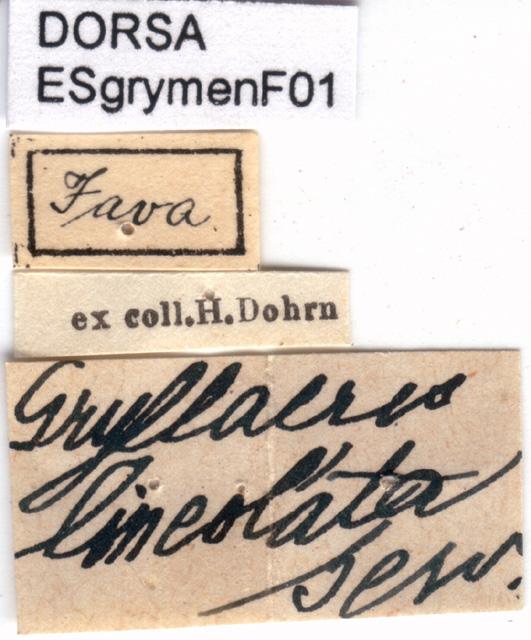 DORSA
ESgrymenF01
Java
ex coll.H.Dohrn
Gryllacris
lineolata
Serv.